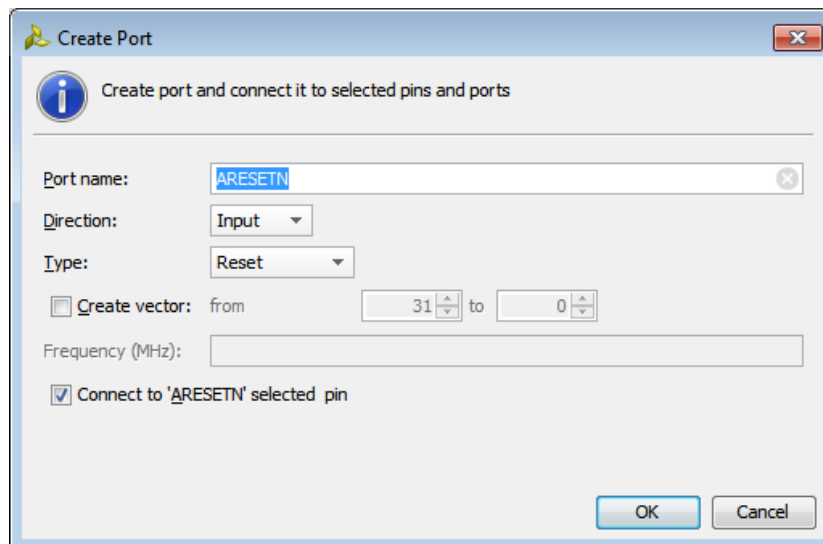 Create Port
Create port and connect it to selected pins and ports
Port name: ARESETN
Direction: Input
Type: Reset
Create vector: from 31 to 0
Frequency (MHz):
Connect to 'ARESETN' selected pin
OK Cancel